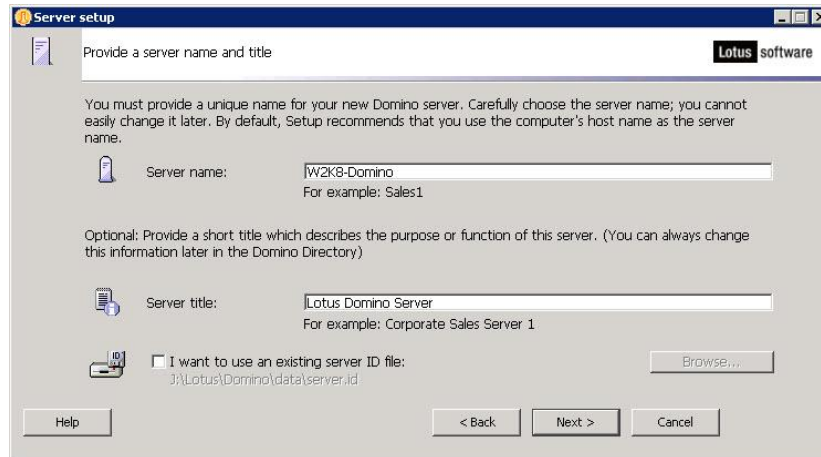 Server setup
Provide a server name and title
Lotus software
You must provide a unique name for your new Domino server. Carefully choose the server name; you cannot
easily change it later. By default, Setup recommends that you use the computer's host name as the server
name.
Server name:
W2K8-Domino
For example: Sales1
Optional: Provide a short title which describes the purpose or function of this server. (You can always change
this information later in the Domino Directory)
Server title:
Lotus Domino Server
For example: Corporate Sales Server 1
I want to use an existing server ID file:
Browse...
J:\Lotus\Domino\data\server.id
Help
< Back
Next >
Cancel